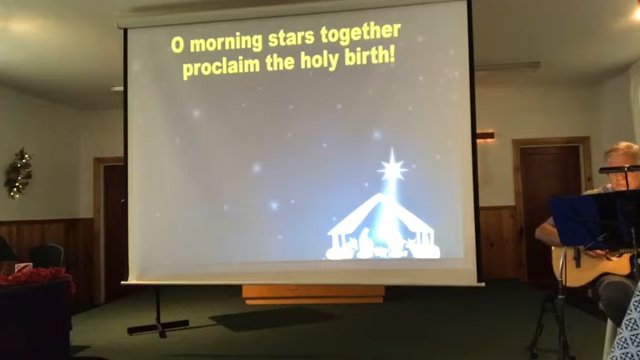 O morning stars together
proclaim the holy birth!